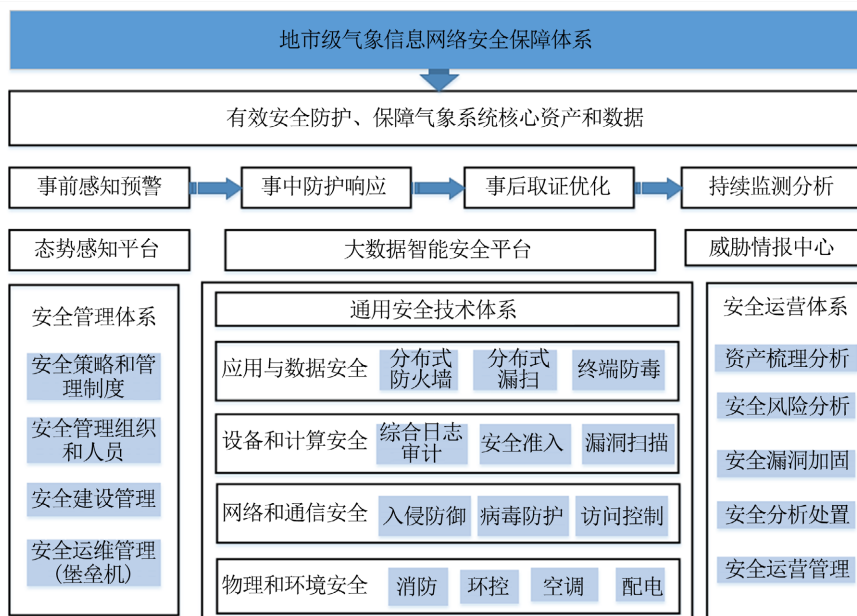 地市级气象信息网络安全保障体系
有效安全防护、保障气象系统核心资产和数据
事前感知预警
事中防护响应
事后取证优化
持续监测分析
态势感知平台
大数据智能安全平台
威胁情报中心
安全管理体系
安全策略和管
理制度
安全管理组织
和人员
安全建设管理
安全运维管理
(堡垒机)
通用安全技术体系
应用与数据安全
分布式
防火墙
分布式
漏扫
终端防毒
设备和计算安全
综合日志
审计
安全准入
漏洞扫描
网络和通信安全
入侵防御
病毒防护
访问控制
物理和环境安全
消防
环控
空调
配电
安全运营体系
资产梳理分析
安全风险分析
安全漏洞加固
安全分析处置
安全运营管理